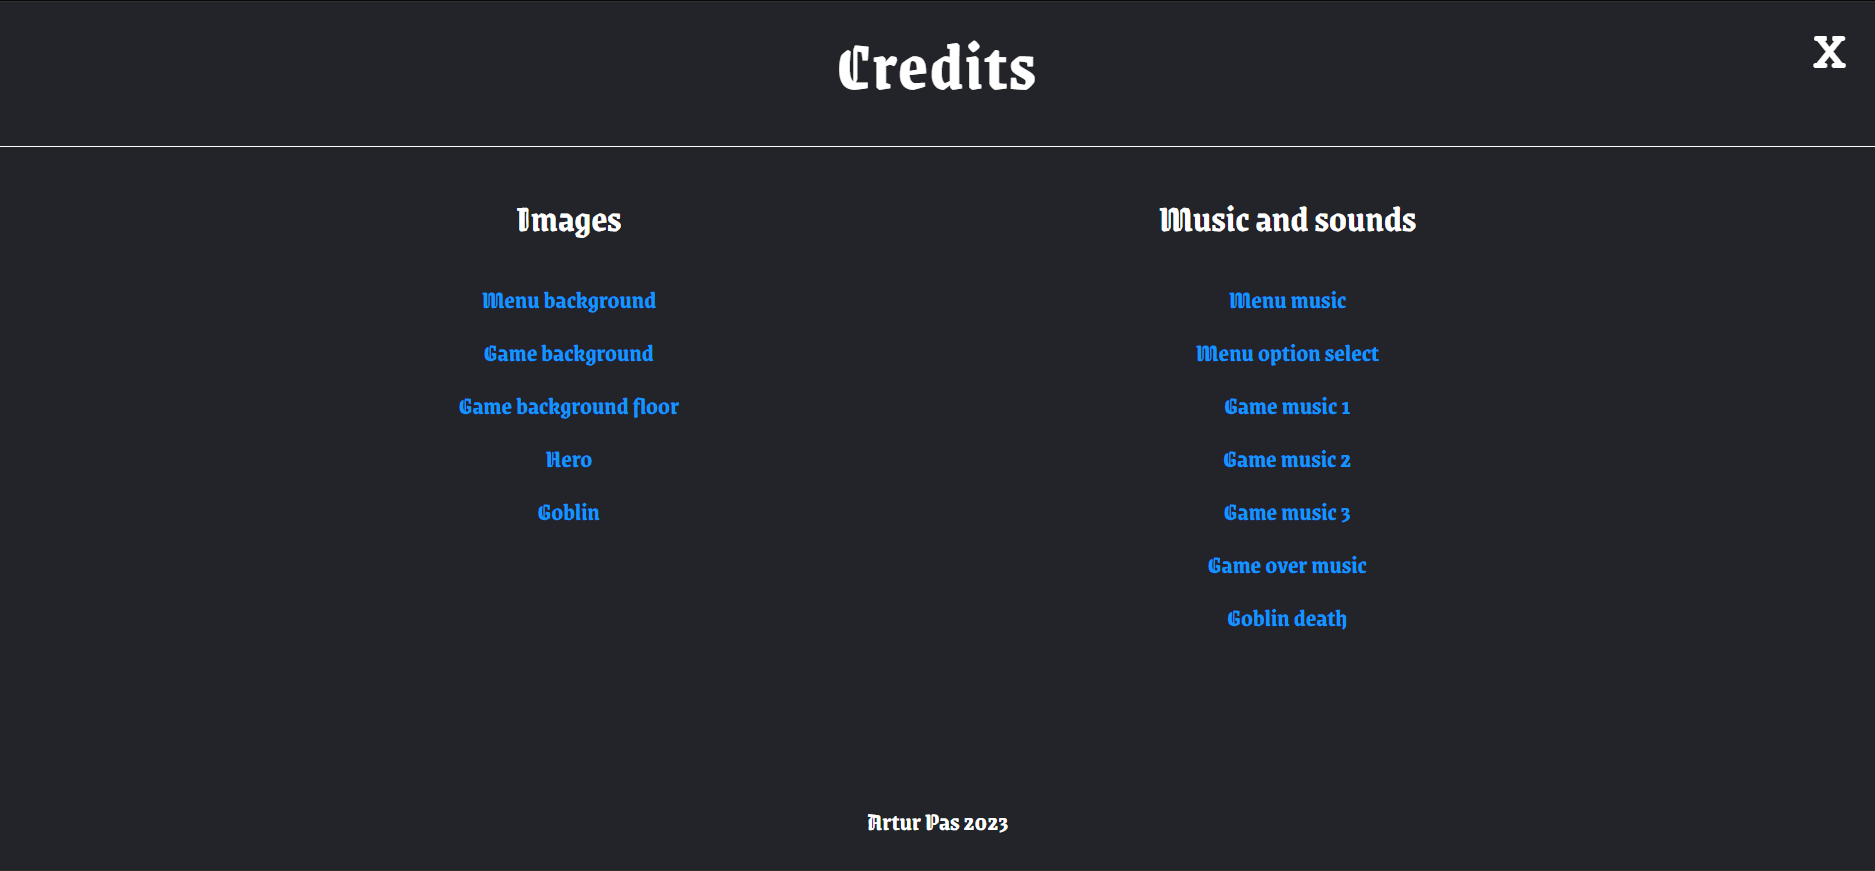 Credits
X
Images
Menu background
Game background
Game background floor
Hero
Goblin
Music and sounds
Menu music
Menu option select
Game music 1
Game music 2
Game music 3
Game over music
Goblin death
Artur Pas 2023